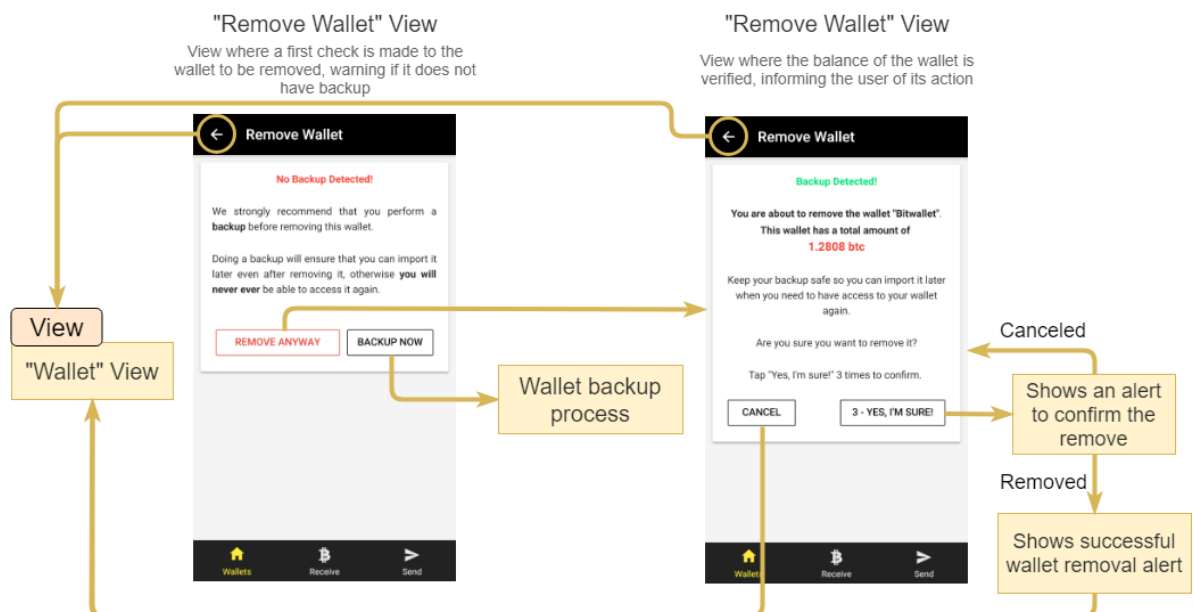 "Remove Wallet" View
View where a first check is made to the
wallet to be removed, warning if it does not
have backup
Remove Wallet
No Backup Detected!
We strongly recommend that you perform a
backup before removing this wallet.
Doing a backup will ensure that you can import it
later even after removing it, otherwise you will
never ever be able to access it again.
REMOVE ANYWAY
BACKUP NOW
Wallets
Receive
Send
View
"Wallet" View
Wallet backup
process
"Remove Wallet" View
View where the balance of the wallet is
verified, informing the user of its action
Remove Wallet
Backup Detected!
You are about to remove the wallet "Bitwallet".
This wallet has a total amount of
1.2808 btc
Keep your backup safe so you can import it later
when you need to have access to your wallet
again.
Are you sure you want to remove it?
Tap "Yes, I'm sure!" 3 times to confirm.
CANCEL
3 - YES, I'M SURE!
Wallets
Receive
Send
Canceled
Shows an alert
to confirm the
remove
Removed
Shows successful
wallet removal alert